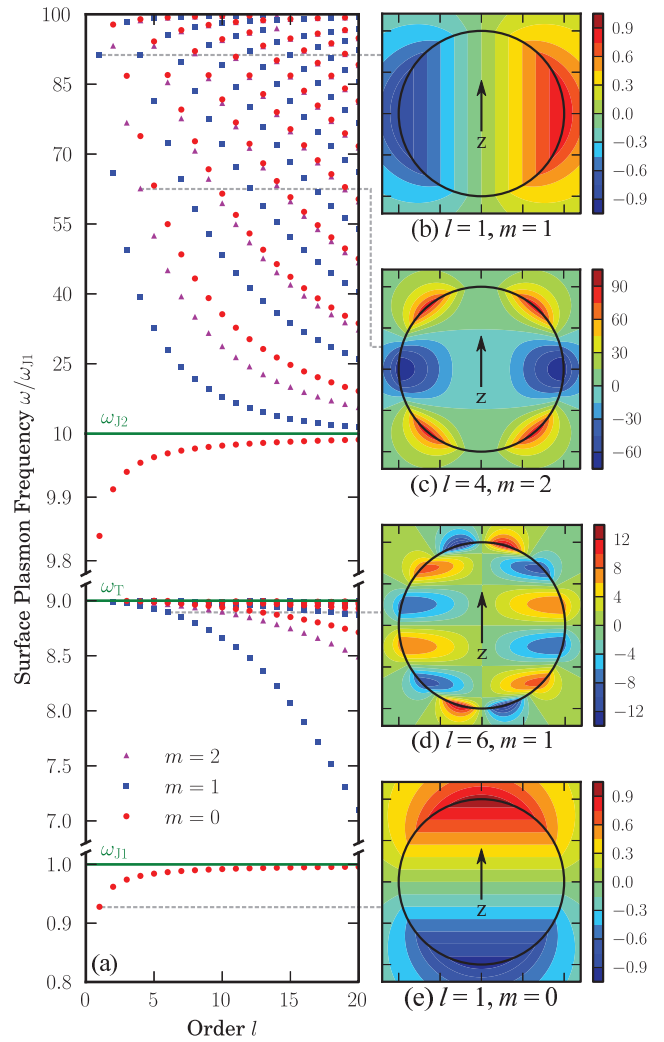 Surface Plasmon Frequency ω/ωJ1
100
85
70
55
40
25
10
9.9
9.8
9.0
8.5
8.0
7.5
7.0
1.0
0.9
0.8
ωJ2
ωT
m = 2
m = 1
m = 0
ωJ1
(a)
0 5 10 15 20
Order l
z
0.9
0.6
0.3
0.0
−0.3
−0.6
−0.9
(b) l = 1, m = 1
z
90
60
30
0
−30
−60
(c) l = 4, m = 2
z
12
8
4
0
−4
−8
−12
(d) l = 6, m = 1
z
0.9
0.6
0.3
0.0
−0.3
−0.6
−0.9
(e) l = 1, m = 0